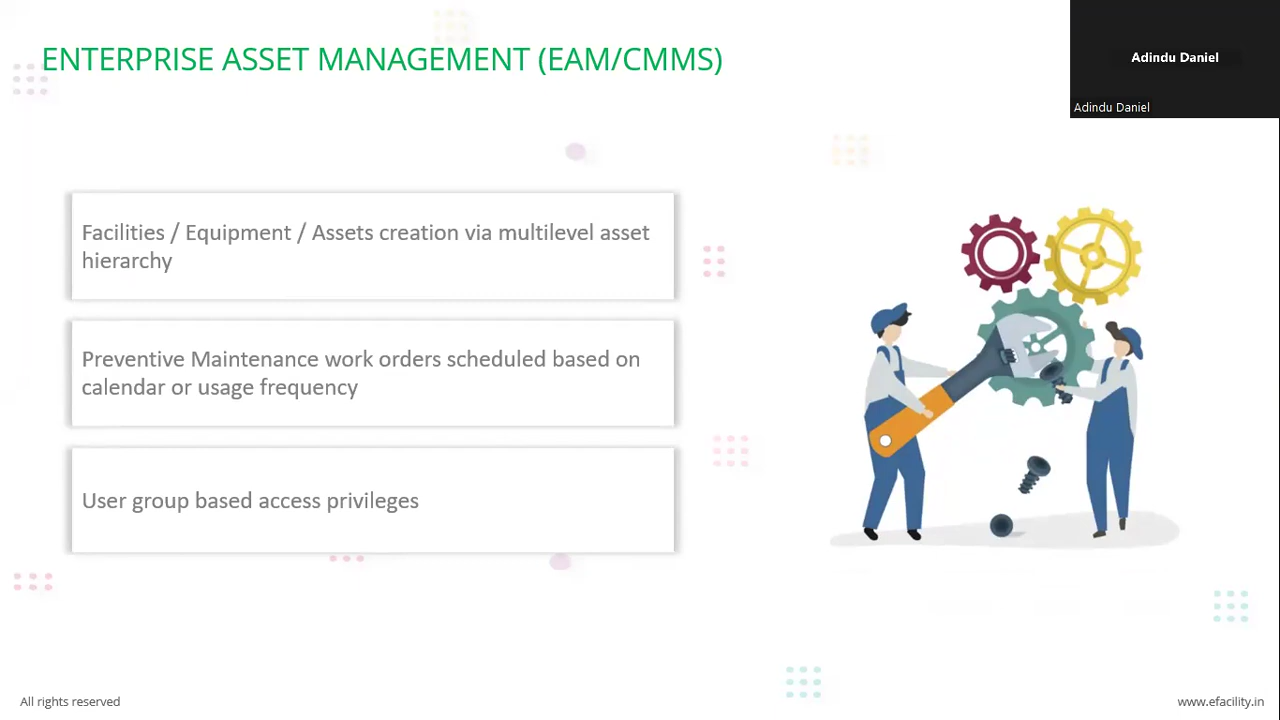 ENTERPRISE ASSET MANAGEMENT (EAM/CMMS)
Adindu Daniel
Adindu Daniel
Facilities / Equipment / Assets creation via multilevel asset
hierarchy
Preventive Maintenance work orders scheduled based on
calendar or usage frequency
User group based access privileges
All rights reserved
www.efacility.in